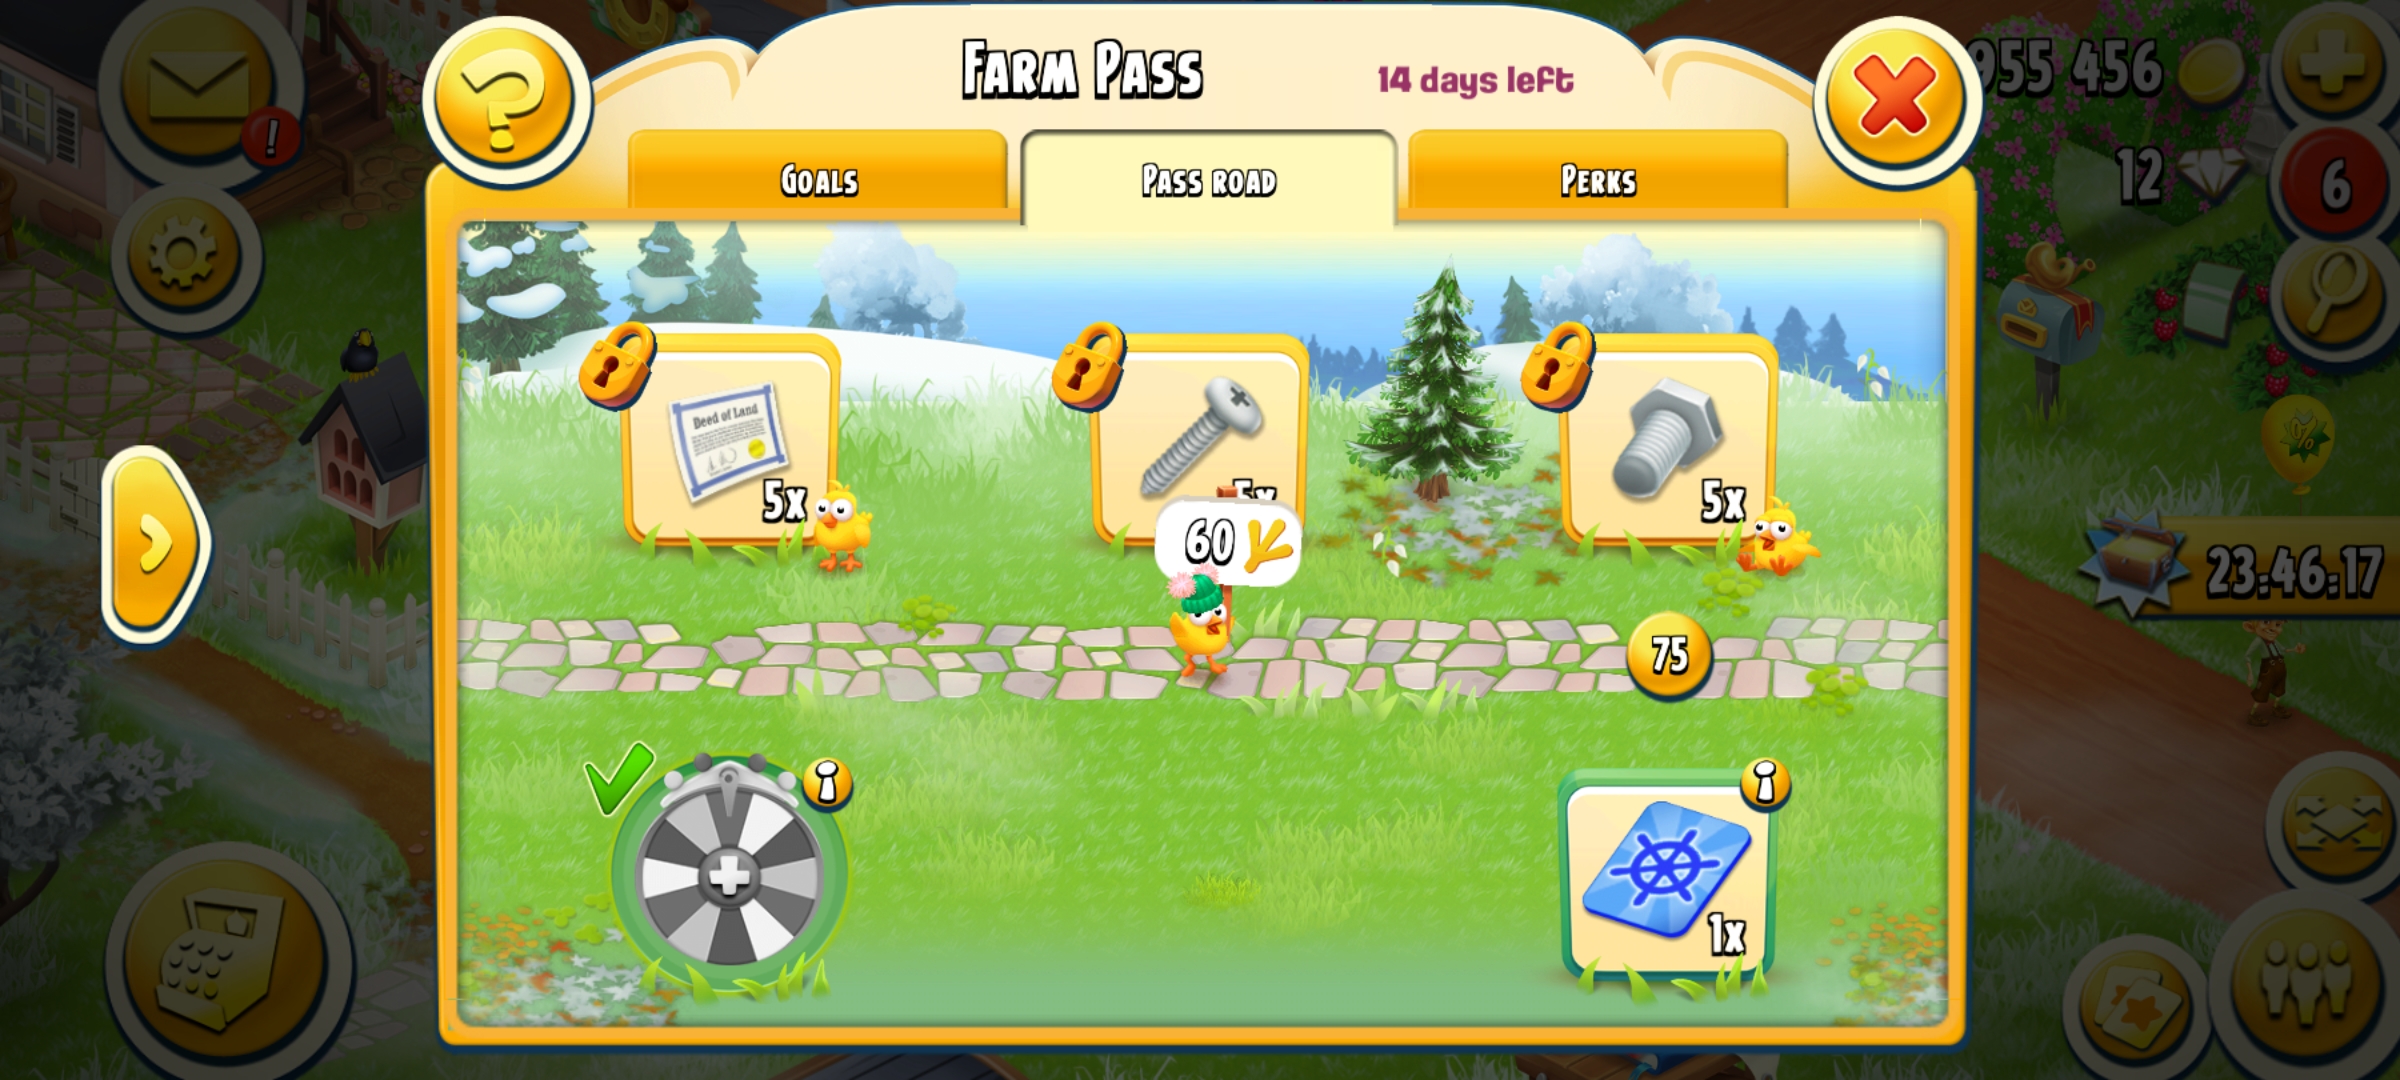 FARM PASS
14 days left
955 456
GOALS
PASS ROAD
PERKS
12
6
Deed of Land
5x
5x
5x
60
23:46:17
75
1x